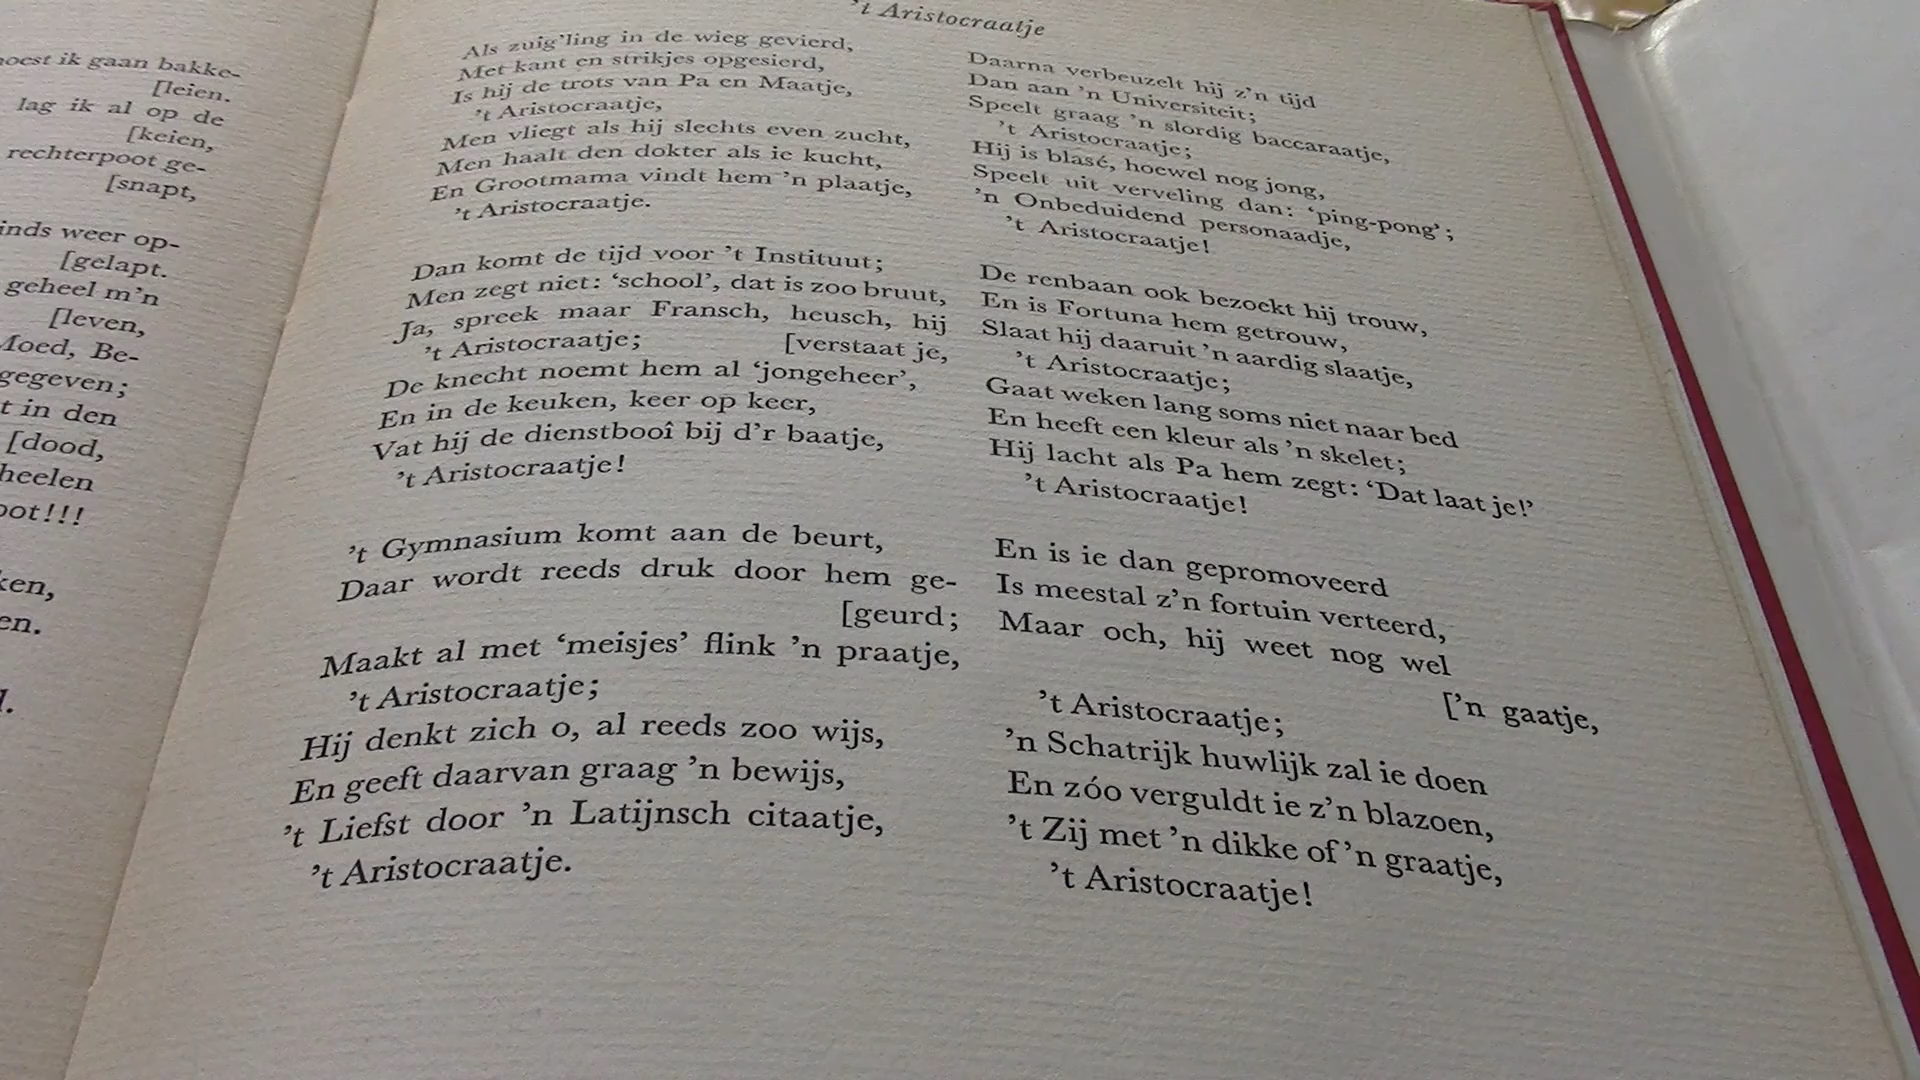 oest ik gaan bakke-
[leien.
lag ik al op de
[keien,
rechterpoot ge-
[snapt,
inds weer op-
[gelapt.
geheel m'n
[leven,
Moed, Be-
gegeven;
t in den
[dood,
heelen
oot!!!
ken,
en.
't Aristocraatje
Als zuig'ling in de wieg gevierd,
Met kant en strikjes opgesierd,
Is hij de trots van Pa en Maatje,
't Aristocraatje,
Men vliegt als hij slechts even zucht,
Men haalt den dokter als ie kucht,
En Grootmama vindt hem 'n plaatje,
't Aristocraatje.
Dan komt de tijd voor 't Instituut;
Men zegt niet: ‘school’, dat is zoo bruut,
Ja, spreek maar Fransch, heusch, hij
't Aristocraatje; [verstaat je,
De knecht noemt hem al ‘jongeheer’,
En in de keuken, keer op keer,
Vat hij de dienstbooî bij d'r baatje,
't Aristocraatje!
't Gymnasium komt aan de beurt,
Daar wordt reeds druk door hem ge-
[geurd;
Maakt al met ‘meisjes’ flink 'n praatje,
't Aristocraatje;
Hij denkt zich o, al reeds zoo wijs,
En geeft daarvan graag 'n bewijs,
't Liefst door 'n Latijnsch citaatje,
't Aristocraatje.
Daarna verbeuzelt hij z'n tijd
Dan aan 'n Universiteit;
Speelt graag 'n slordig baccaraatje,
't Aristocraatje;
Hij is blasé, hoewel nog jong,
Speelt uit verveling dan: ‘ping-pong’;
'n Onbeduidend personaadje,
't Aristocraatje!
De renbaan ook bezoekt hij trouw,
En is Fortuna hem getrouw,
Slaat hij daaruit 'n aardig slaatje,
't Aristocraatje;
Gaat weken lang soms niet naar bed
En heeft een kleur als 'n skelet;
Hij lacht als Pa hem zegt: ‘Dat laat je!’
't Aristocraatje!
En is ie dan gepromoveerd
Is meestal z'n fortuin verteerd,
Maar och, hij weet nog wel
['n gaatje,
't Aristocraatje;
'n Schatrijk huwlijk zal ie doen
En zóo verguldt ie z'n blazoen,
't Zij met 'n dikke of 'n graatje,
't Aristocraatje!